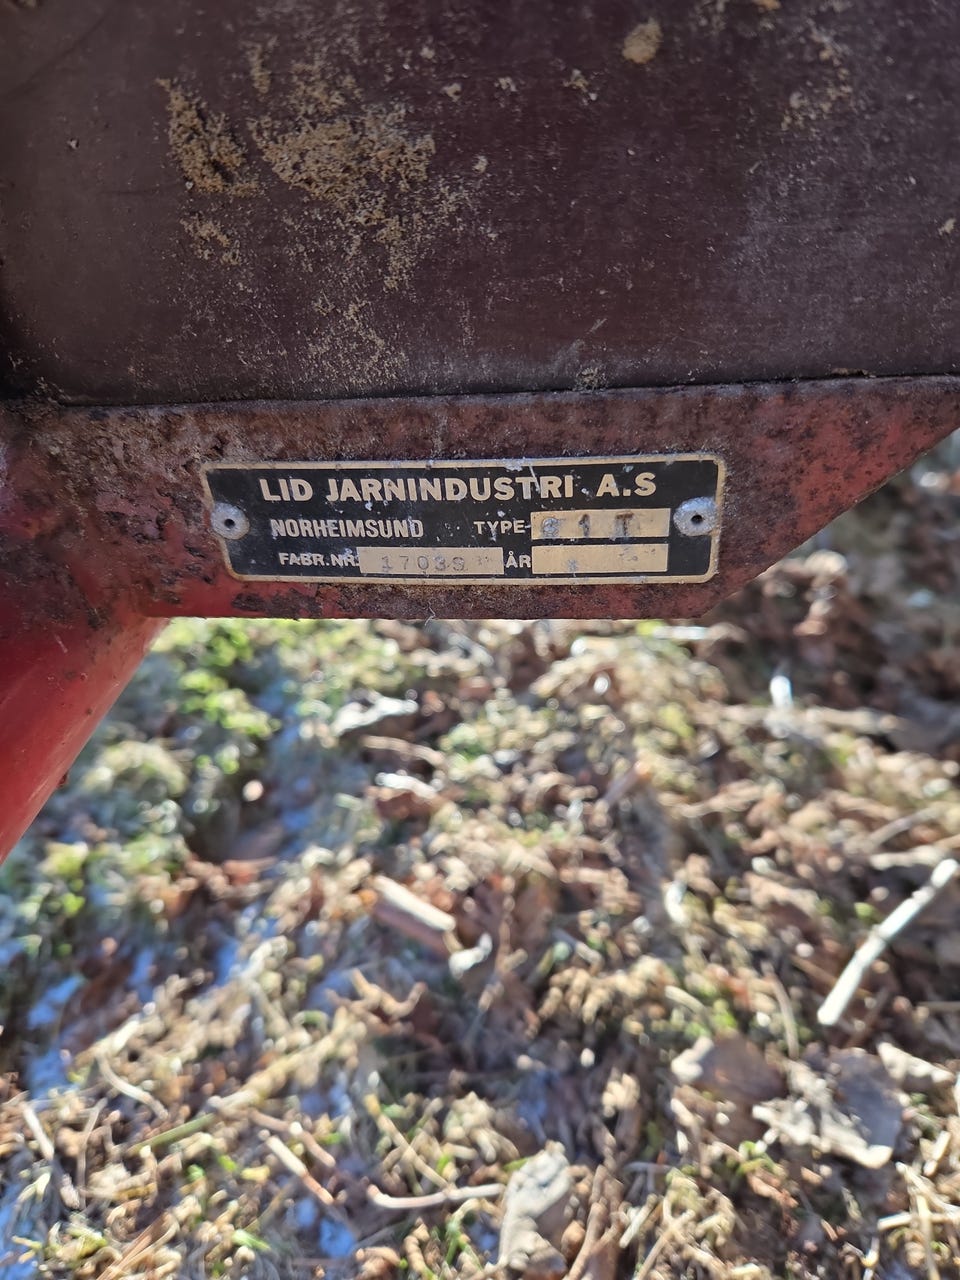 LID JARNINDUSTRI A.S
NORHEIMSUND TYPE
FABR.NR. 17039 ÅR